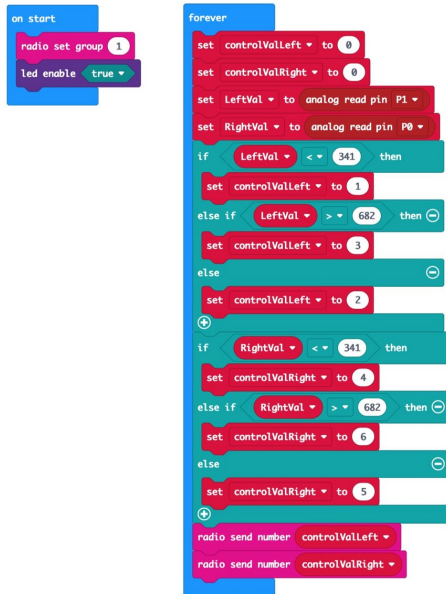 on start
radio set group 1
led enable true
forever
set controlValLeft to 0
set controlValRight to 0
set LeftVal to analog read pin P1
set RightVal to analog read pin P0
if LeftVal < 341 then
set controlValLeft to 1
else if LeftVal > 682 then
set controlValLeft to 3
else
set controlValLeft to 2
if RightVal < 341 then
set controlValRight to 4
else if RightVal > 682 then
set controlValRight to 6
else
set controlValRight to 5
radio send number controlValLeft
radio send number controlValRight